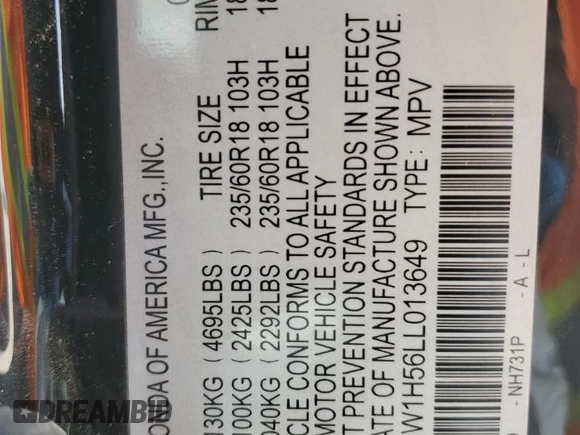 OF AMERICA MFG.,INC.
130KG ( 4695LBS ) TIRE SIZE RIM
100KG ( 2425LBS ) 235/60R18 103H 18
040KG ( 2292LBS ) 235/60R18 103H 18
CLE CONFORMS TO ALL APPLICABLE
MOTOR VEHICLE SAFETY
T PREVENTION STANDARDS IN EFFECT
ATE OF MANUFACTURE SHOWN ABOVE.
W1H56LL013649 TYPE : MPV
- NH731P - A - L
DREAMBID